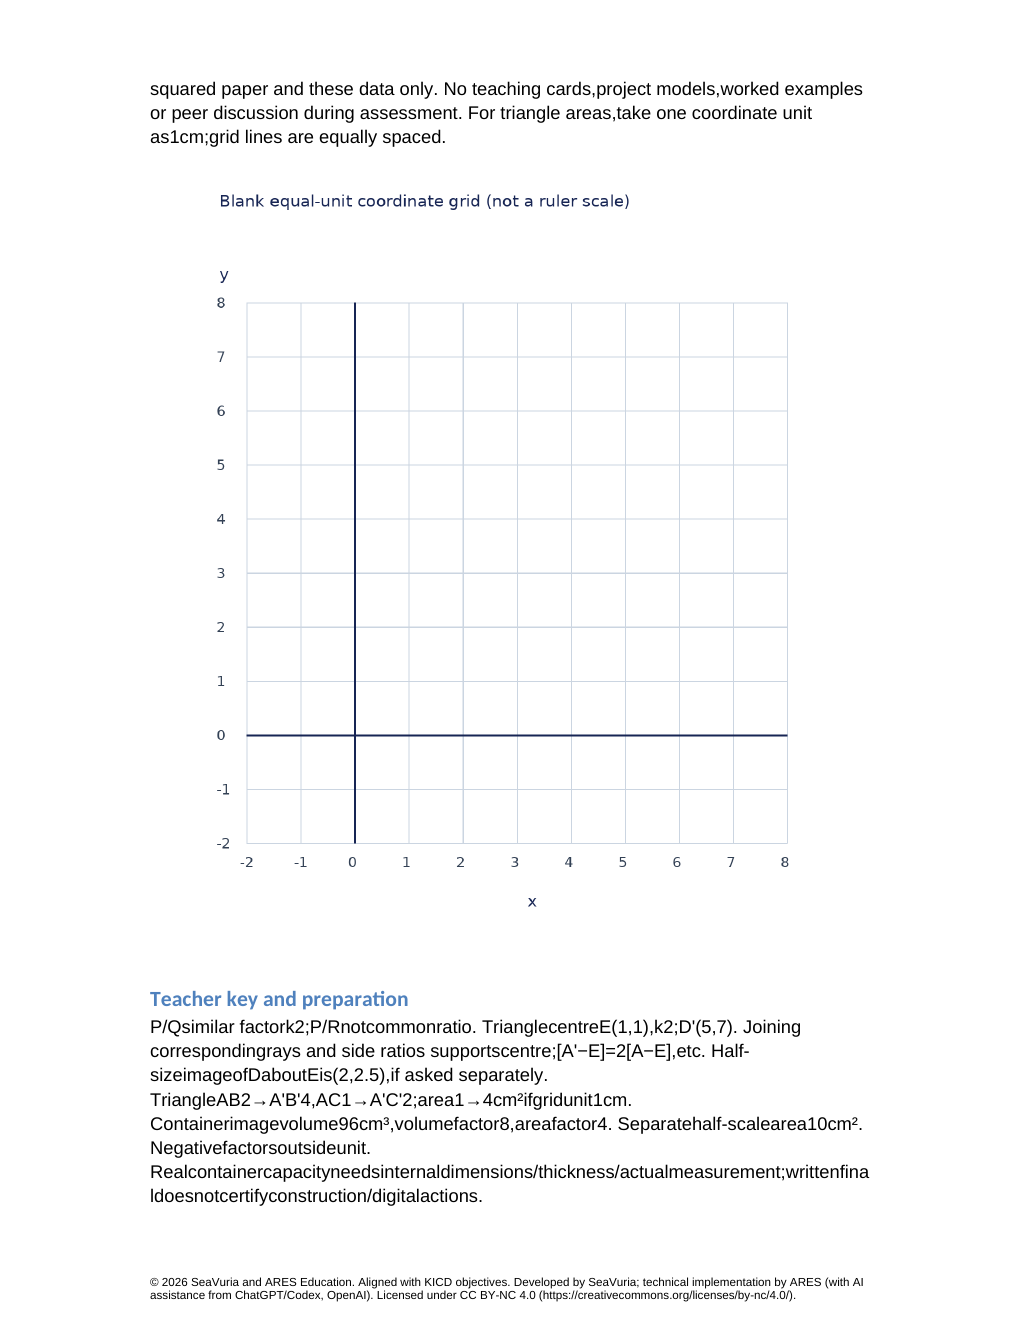 squared paper and these data only. No teaching cards,project models,worked examples
or peer discussion during assessment. For triangle areas,take one coordinate unit
as1cm;grid lines are equally spaced.
Blank equal-unit coordinate grid (not a ruler scale)
y
8
7
6
5
4
3
2
1
0
-1
-2
-2 -1 0 1 2 3 4 5 6 7 8
x
Teacher key and preparation
P/Qsimilar factork2;P/Rnotcommonratio. TrianglecentreE(1,1),k2;D'(5,7). Joining
correspondingrays and side ratios supportscentre;[A'−E]=2[A−E],etc. Half-
sizeimageofDaboutEis(2,2.5),if asked separately.
TriangleAB2→A'B'4,AC1→A'C'2;area1→4cm²ifgridunit1cm.
Containerimagevolume96cm³,volumefactor8,areafactor4. Separatehalf-scalearea10cm².
Negativefactorsoutsideunit.
Realcontainercapacityneedsinternaldimensions/thickness/actualmeasurement;writtenfina
ldoesnotcertifyconstruction/digitalactions.
© 2026 SeaVuria and ARES Education. Aligned with KICD objectives. Developed by SeaVuria; technical implementation by ARES (with AI
assistance from ChatGPT/Codex, OpenAI). Licensed under CC BY-NC 4.0 (https://creativecommons.org/licenses/by-nc/4.0/).